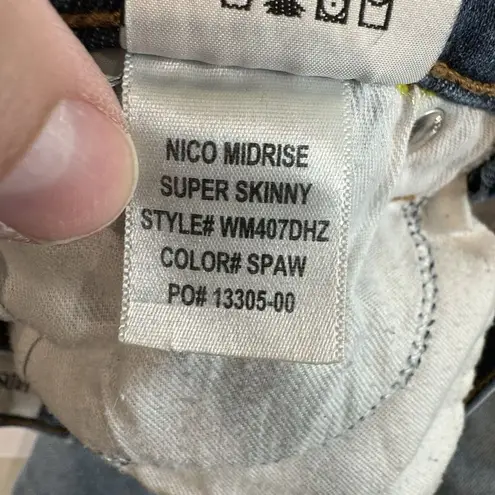 NICO MIDRISE
SUPER SKINNY
STYLE# WM407DHZ
COLOR# SPAW
PO# 13305-00